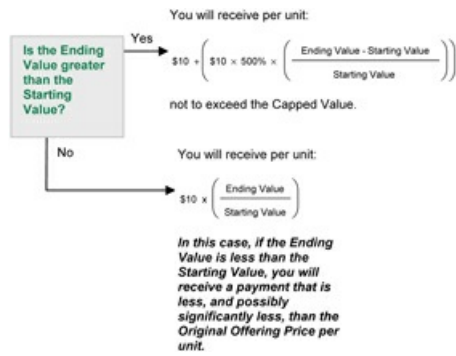 You will receive per unit:
Is the Ending
Value greater
than the
Starting
Value?
Yes
$10 + ( $10 × 500% × ( Ending Value - Starting Value
Starting Value ) )
not to exceed the Capped Value.
No
You will receive per unit:
$10 x ( Ending Value
Starting Value )
In this case, if the Ending
Value is less than the
Starting Value, you will
receive a payment that is
less, and possibly
significantly less, than the
Original Offering Price per
unit.